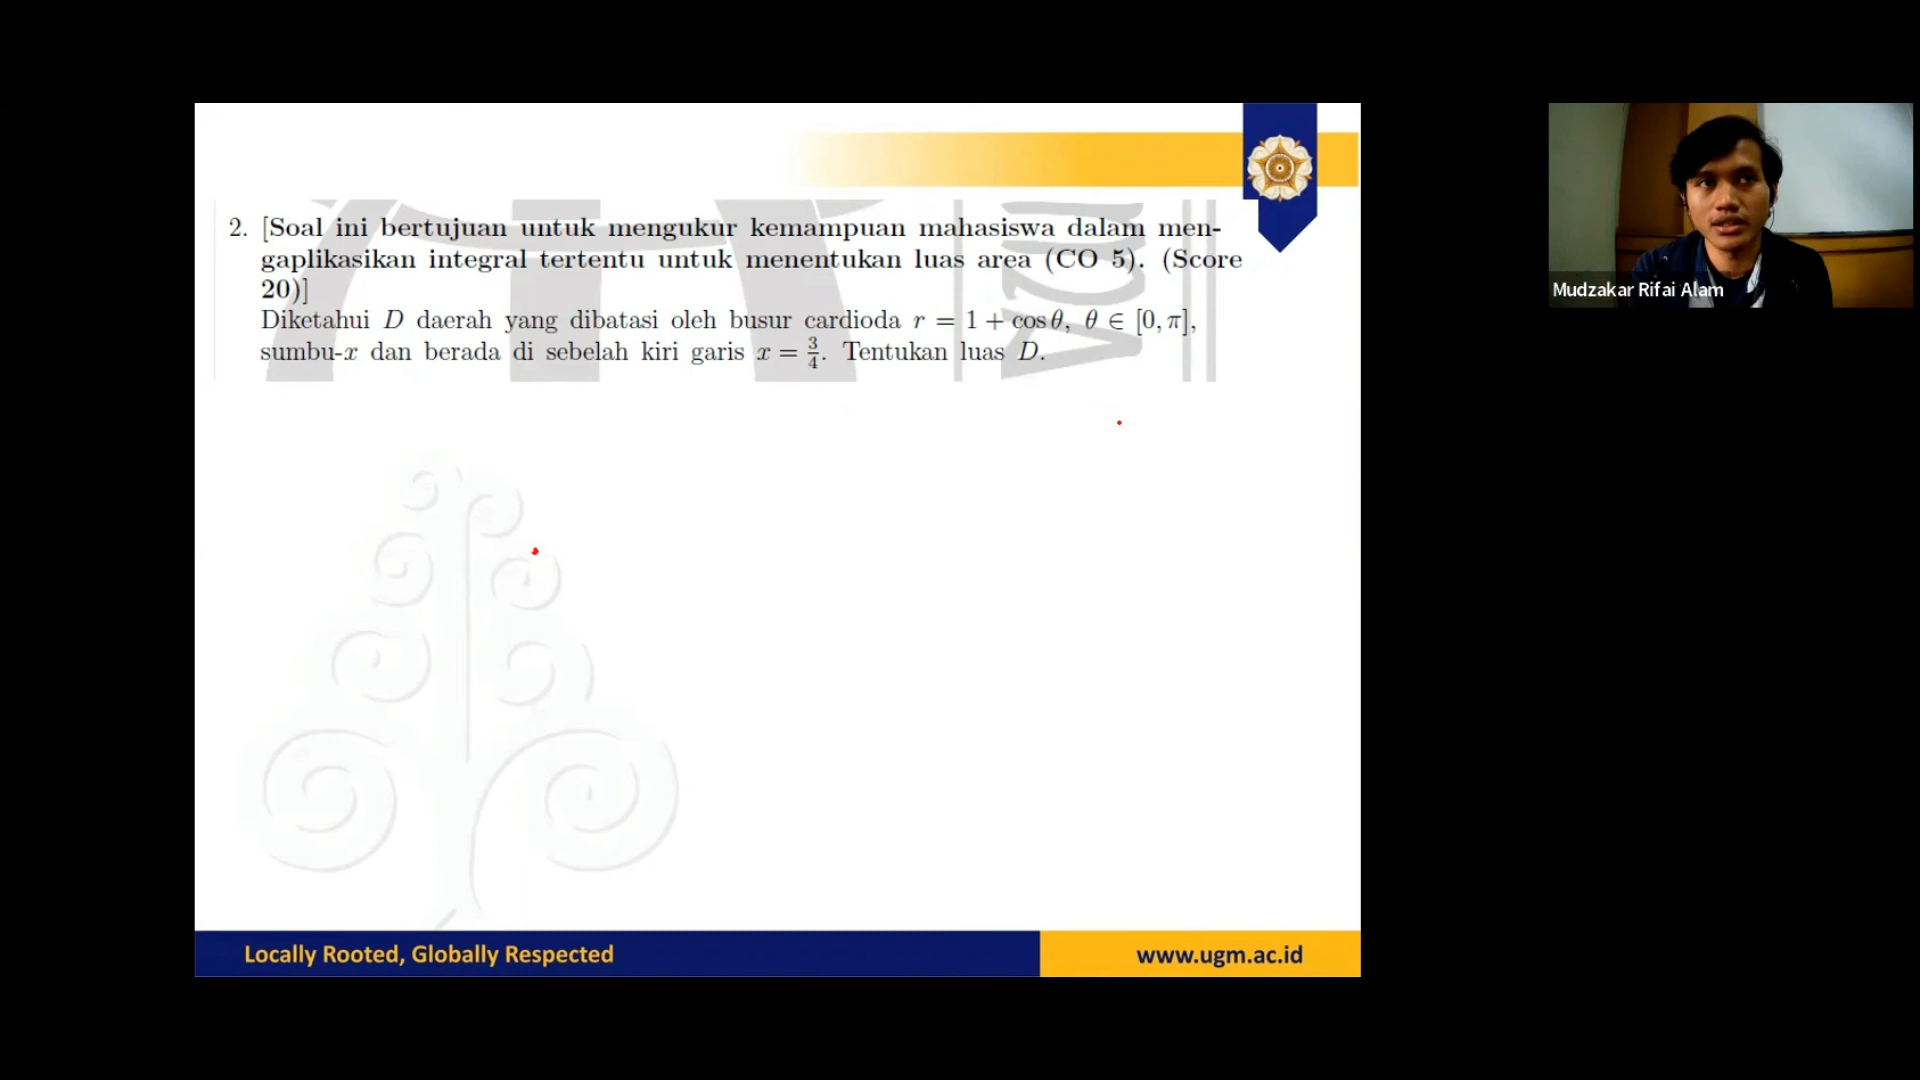 2. [Soal ini bertujuan untuk mengukur kemampuan mahasiswa dalam men-
gaplikasikan integral tertentu untuk menentukan luas area (CO 5). (Score
20)]
Diketahui D daerah yang dibatasi oleh busur cardioda r = 1 + cos θ, θ ∈ [0, π],
sumbu-x dan berada di sebelah kiri garis x = 3/4. Tentukan luas D.
Mudzakar Rifai Alam
Locally Rooted, Globally Respected
www.ugm.ac.id